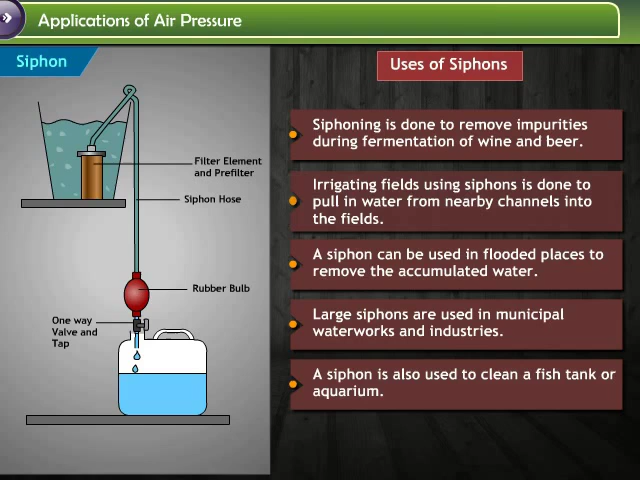 Applications of Air Pressure
Siphon
Filter Element
and Prefilter
Siphon Hose
Rubber Bulb
One way
Valve and
Tap
Uses of Siphons
Siphoning is done to remove impurities
during fermentation of wine and beer.
Irrigating fields using siphons is done to
pull in water from nearby channels into
the fields.
A siphon can be used in flooded places to
remove the accumulated water.
Large siphons are used in municipal
waterworks and industries.
A siphon is also used to clean a fish tank or
aquarium.